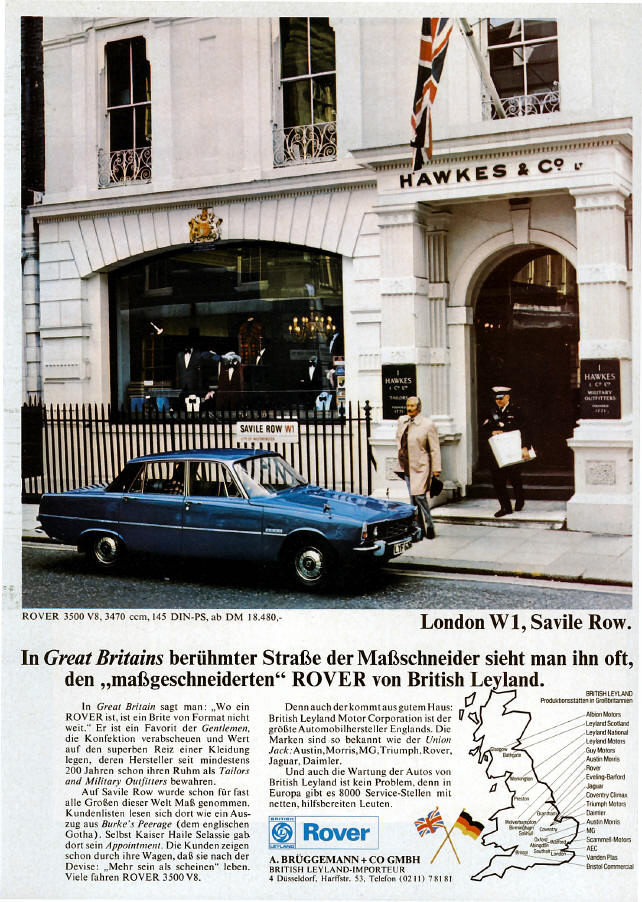 HAWKES & Cº Lᵀ
1
HAWKES
& Cº Lᵀᴰ
TAILORS
1
HAWKES
& Cº Lᵀᴰ
MILITARY
OUTFITTERS
FOUNDED
1771
SAVILE ROW W1
CITY OF WESTMINSTER
ROVER 3500 V8, 3470 ccm, 145 DIN-PS, ab DM 18.480,-
London W1, Savile Row.
In Great Britains berühmter Straße der Maßschneider sieht man ihn oft,
den „maßgeschneiderten“ ROVER von British Leyland.
In Great Britain sagt man: „Wo ein
ROVER ist, ist ein Brite von Format nicht
weit.“ Er ist ein Favorit der Gentlemen,
die Konfektion verabscheuen und Wert
auf den superben Reiz einer Kleidung
legen, deren Hersteller seit mindestens
200 Jahren schon ihren Ruhm als Tailors
and Military Outfitters bewahren.
Auf Savile Row wurde schon für fast
alle Großen dieser Welt Maß genommen.
Kundenlisten lesen sich dort wie ein Aus-
zug aus Burke's Peerage (dem englischen
Gotha). Selbst Kaiser Haile Selassie gab
dort sein Appointment. Die Kunden zeigen
schon durch ihre Wagen, daß sie nach der
Devise: „Mehr sein als scheinen“ leben.
Viele fahren ROVER 3500 V8.
Denn auch der kommt aus gutem Haus:
British Leyland Motor Corporation ist der
größte Automobilhersteller Englands. Die
Marken sind so bekannt wie der Union
Jack: Austin, Morris, MG, Triumph, Rover,
Jaguar, Daimler.
Und auch die Wartung der Autos von
British Leyland ist kein Problem, denn in
Europa gibt es 8000 Service-Stellen mit
netten, hilfsbereiten Leuten.
BRITISH
LEYLAND
Rover
A. BRÜGGEMANN + CO GMBH
BRITISH LEYLAND-IMPORTEUR
4 Düsseldorf, Harffstr. 53, Telefon (0211) 78181
BRITISH LEYLAND
Produktionsstätten in Großbritannien
Albion Motors
Leyland Scotland
Leyland National
Leyland Motors
Guy Motors
Austin Morris
Rover
Eveling-Barford
Jaguar
Coventry Climax
Triumph Motors
Daimler
Austin Morris
MG
Scammell-Motors
AEC
Vanden Plas
Bristol Commercial
Glasgow
Bathgate
Workington
Preston
Grantham
Wolverhampton
Birmingham
Coventry
Solihull
Oxford
Watford
Abingdon
Bristol
Southall
London